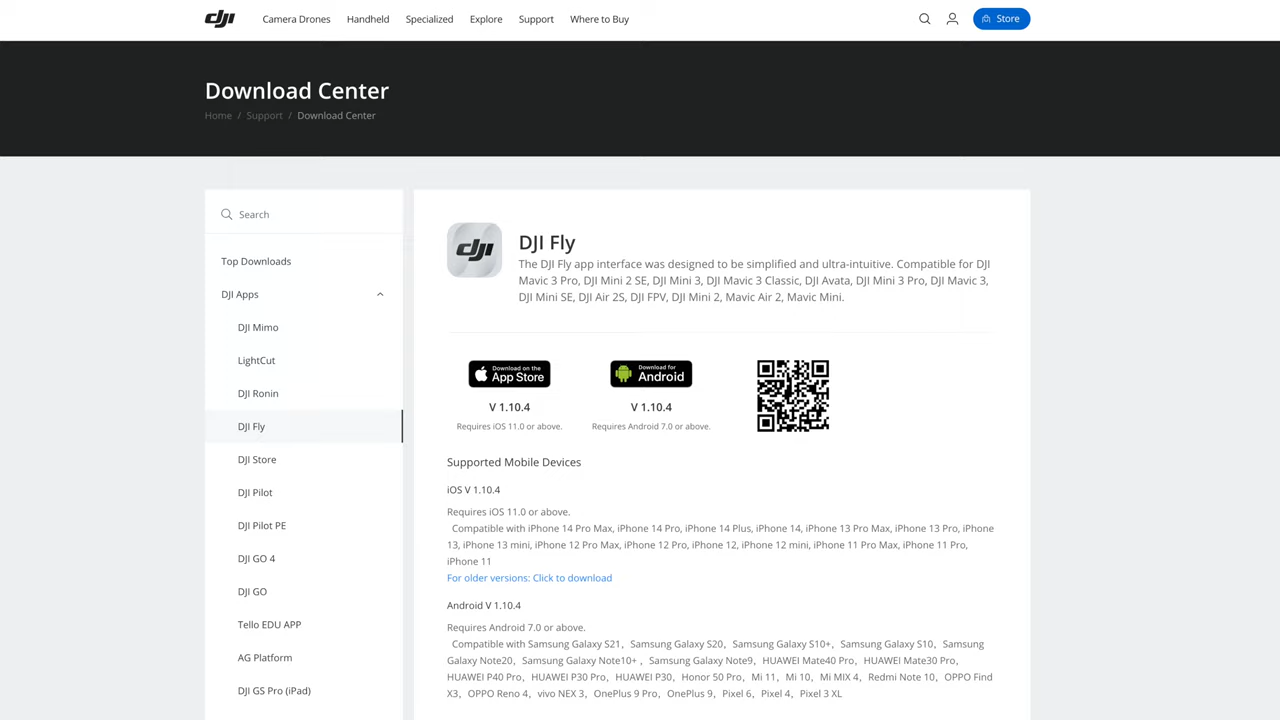 dji
Camera Drones
Handheld
Specialized
Explore
Support
Where to Buy
Store
Download Center
Home / Support / Download Center
Search
Top Downloads
DJI Apps
DJI Mimo
LightCut
DJI Ronin
DJI Fly
DJI Store
DJI Pilot
DJI Pilot PE
DJI GO 4
DJI GO
Tello EDU APP
AG Platform
DJI GS Pro (iPad)
dji
DJI Fly
The DJI Fly app interface was designed to be simplified and ultra-intuitive. Compatible for DJI
Mavic 3 Pro, DJI Mini 2 SE, DJI Mini 3, DJI Mavic 3 Classic, DJI Avata, DJI Mini 3 Pro, DJI Mavic 3,
DJI Mini SE, DJI Air 2S, DJI FPV, DJI Mini 2, Mavic Air 2, Mavic Mini.
Download on the
App Store
V 1.10.4
Requires iOS 11.0 or above.
Download for
Android
V 1.10.4
Requires Android 7.0 or above.
Supported Mobile Devices
iOS V 1.10.4
Requires iOS 11.0 or above.
Compatible with iPhone 14 Pro Max, iPhone 14 Pro, iPhone 14 Plus, iPhone 14, iPhone 13 Pro Max, iPhone 13 Pro, iPhone
13, iPhone 13 mini, iPhone 12 Pro Max, iPhone 12 Pro, iPhone 12, iPhone 12 mini, iPhone 11 Pro Max, iPhone 11 Pro,
iPhone 11
For older versions: Click to download
Android V 1.10.4
Requires Android 7.0 or above.
Compatible with Samsung Galaxy S21，Samsung Galaxy S20，Samsung Galaxy S10+，Samsung Galaxy S10，Samsung
Galaxy Note20，Samsung Galaxy Note10+，Samsung Galaxy Note9，HUAWEI Mate40 Pro，HUAWEI Mate30 Pro，
HUAWEI P40 Pro，HUAWEI P30 Pro，HUAWEI P30，Honor 50 Pro，Mi 11，Mi 10，Mi MIX 4，Redmi Note 10，OPPO Find
X3，OPPO Reno 4，vivo NEX 3，OnePlus 9 Pro，OnePlus 9，Pixel 6，Pixel 4，Pixel 3 XL